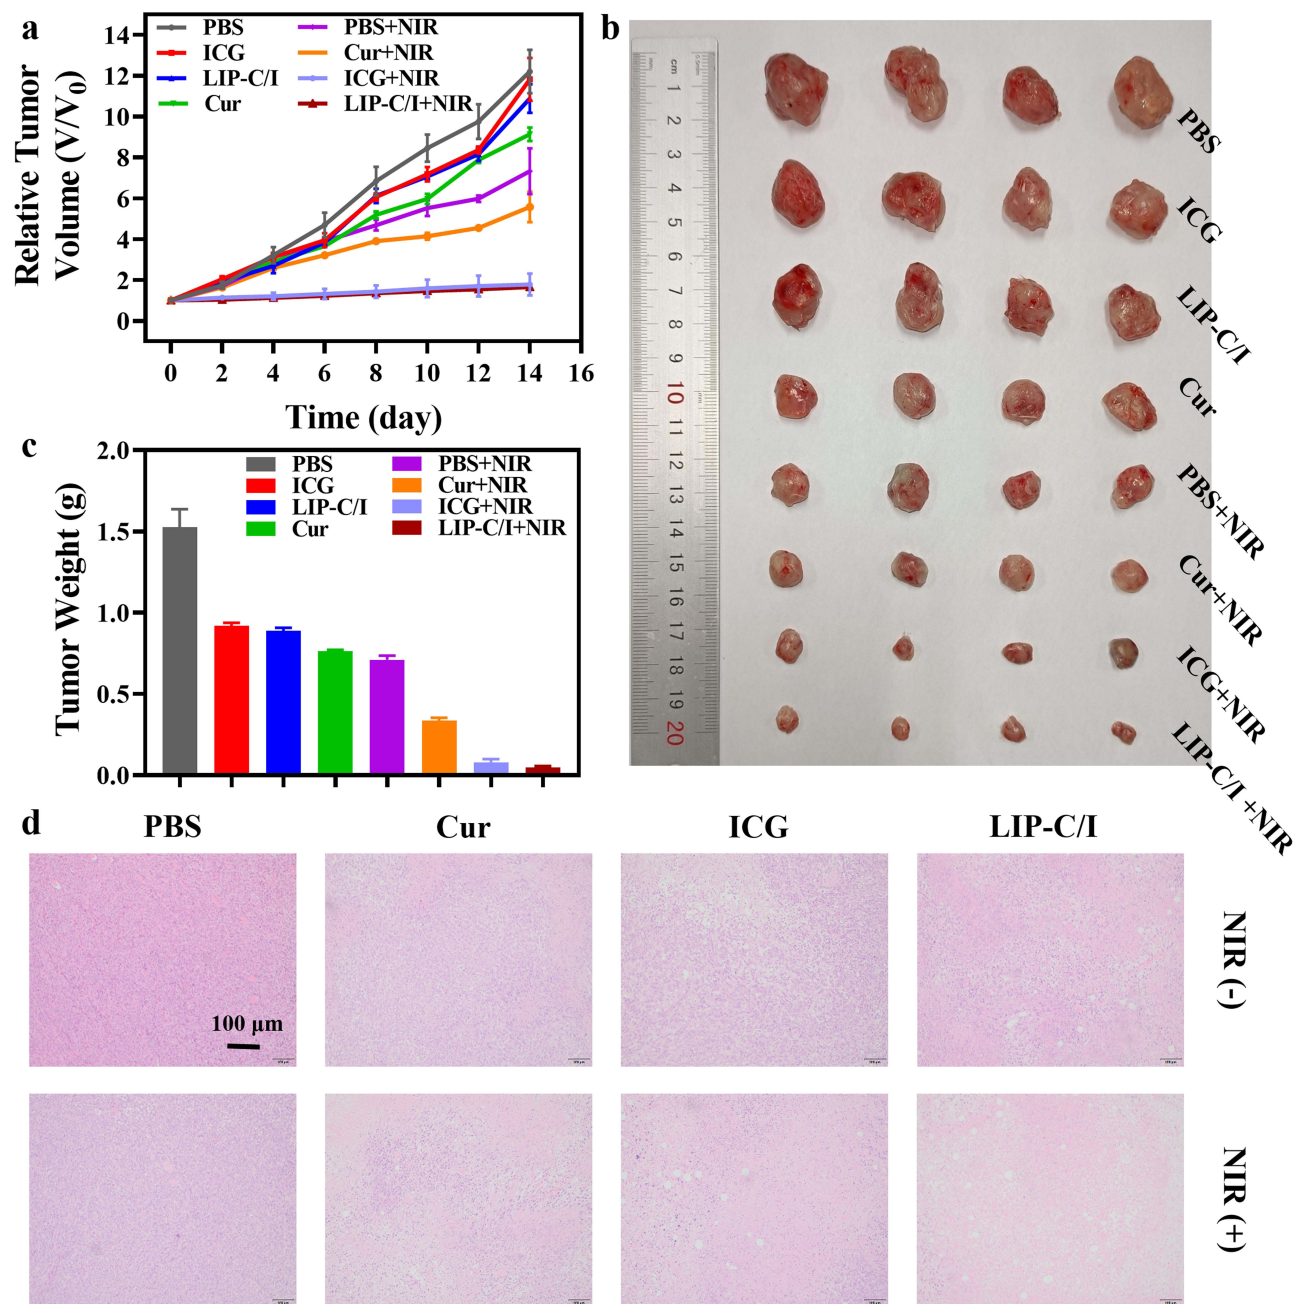 a
PBS
ICG
LIP-C/I
Cur
PBS+NIR
Cur+NIR
ICG+NIR
LIP-C/I+NIR
Relative Tumor
Volume (V/V0)
14
12
10
8
6
4
2
0
0 2 4 6 8 10 12 14 16
Time (day)
b
cm
0.5mm
1
2
3
4
5
6
7
8
9
10
11
12
13
14
15
16
17
18
19
20
PBS
ICG
LIP-C/I
Cur
PBS+NIR
Cur+NIR
ICG+NIR
LIP-C/I +NIR
c
PBS
ICG
LIP-C/I
Cur
PBS+NIR
Cur+NIR
ICG+NIR
LIP-C/I+NIR
Tumor Weight (g)
2.0
1.5
1.0
0.5
0.0
d
PBS Cur ICG LIP-C/I
100 μm
NIR (-)
NIR (+)